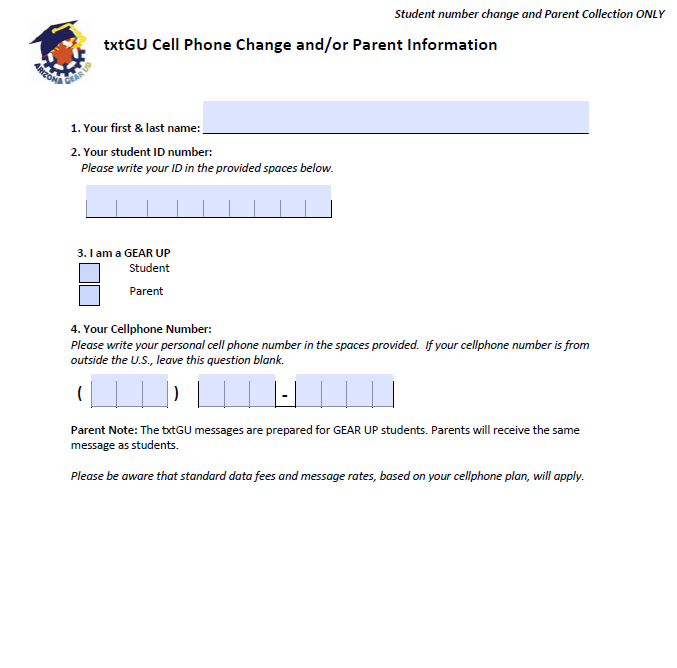 Student number change and Parent Collection ONLY
txtGU Cell Phone Change and/or Parent Information
ARIZONA GEAR UP
1. Your first & last name:
2. Your student ID number:
Please write your ID in the provided spaces below.
3. I am a GEAR UP
Student
Parent
4. Your Cellphone Number:
Please write your personal cell phone number in the spaces provided.  If your cellphone number is from
outside the U.S., leave this question blank.
( ) -
Parent Note: The txtGU messages are prepared for GEAR UP students. Parents will receive the same
message as students.
Please be aware that standard data fees and message rates, based on your cellphone plan, will apply.